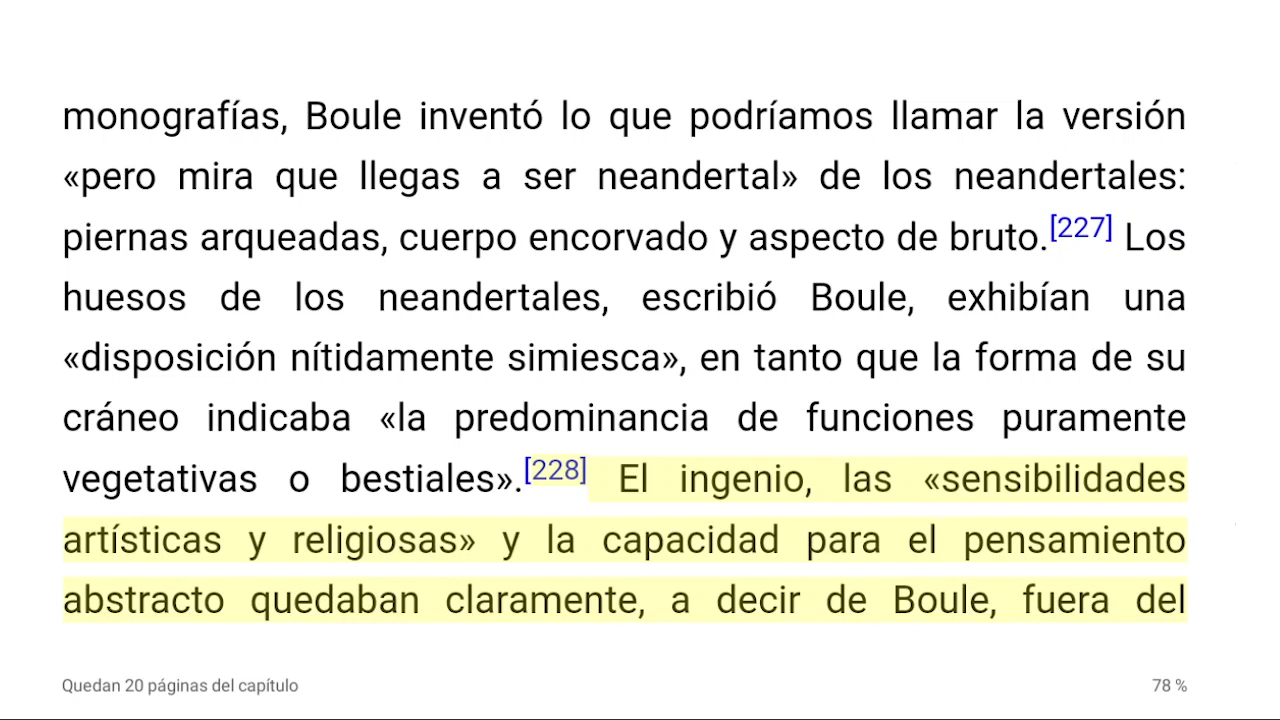 monografías, Boule inventó lo que podríamos llamar la versión
«pero mira que llegas a ser neandertal» de los neandertales:
piernas arqueadas, cuerpo encorvado y aspecto de bruto.[227] Los
huesos de los neandertales, escribió Boule, exhibían una
«disposición nítidamente simiesca», en tanto que la forma de su
cráneo indicaba «la predominancia de funciones puramente
vegetativas o bestiales».[228] El ingenio, las «sensibilidades
artísticas y religiosas» y la capacidad para el pensamiento
abstracto quedaban claramente, a decir de Boule, fuera del
Quedan 20 páginas del capítulo 78 %